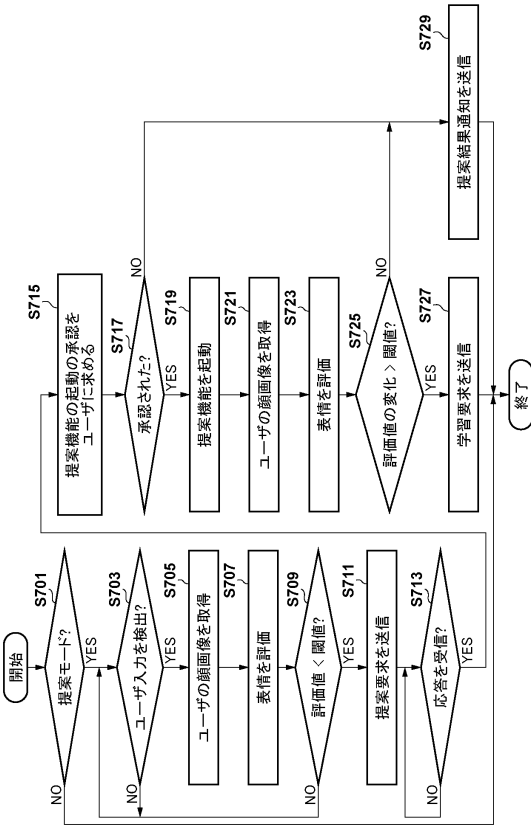 開始
S701
提案モード?
YES
NO
S703
ユーザ入力を検出?
YES
NO
S705
ユーザの顔画像を取得
S707
表情を評価
S709
評価値 < 閾値?
YES
NO
S711
提案要求を送信
S713
応答を受信?
YES
NO
S715
提案機能の起動の承認を
ユーザに求める
S717
承認された?
YES
NO
S719
提案機能を起動
S721
ユーザの顔画像を取得
S723
表情を評価
S725
評価値の変化 > 閾値?
YES
NO
S727
学習要求を送信
S729
提案結果通知を送信
終了